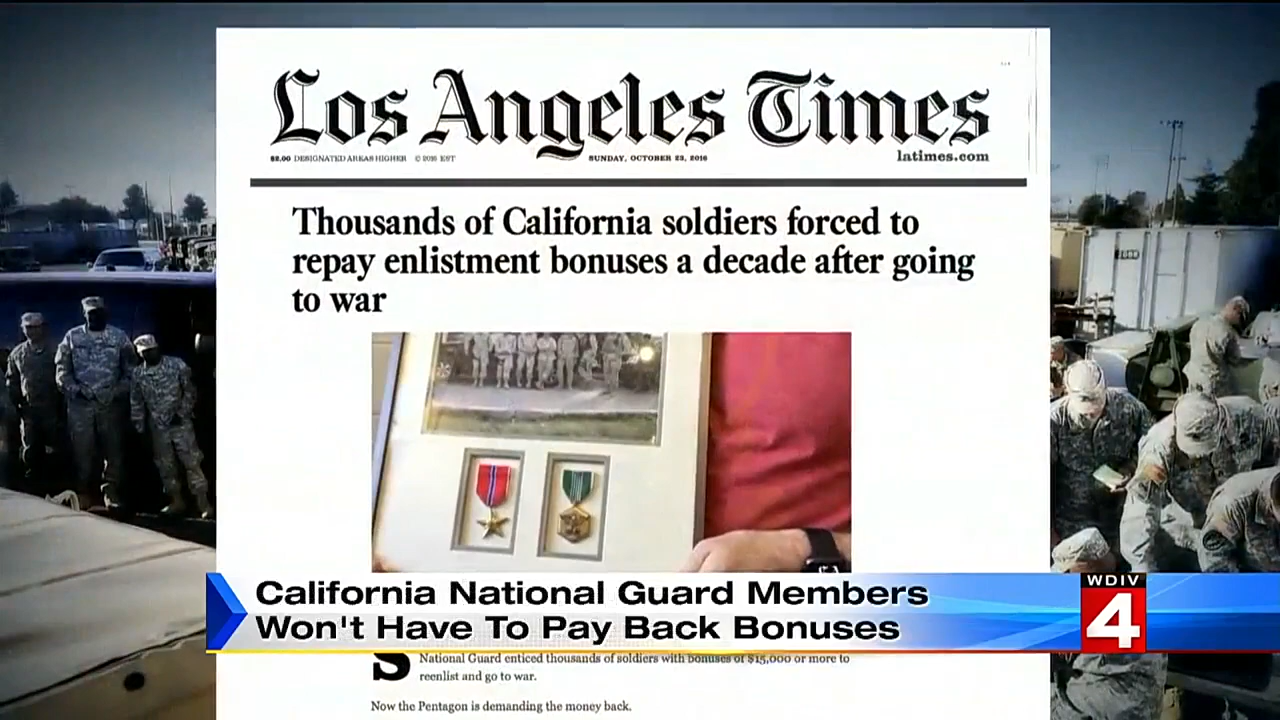 Los Angeles Times
$2.00 DESIGNATED AREAS HIGHER © 2016 EST
SUNDAY, OCTOBER 23, 2016
latimes.com
Thousands of California soldiers forced to
repay enlistment bonuses a decade after going
to war
California National Guard Members
Won't Have To Pay Back Bonuses
WDIV
4
S
National Guard enticed thousands of soldiers with bonuses of $15,000 or more to
reenlist and go to war.
Now the Pentagon is demanding the money back.